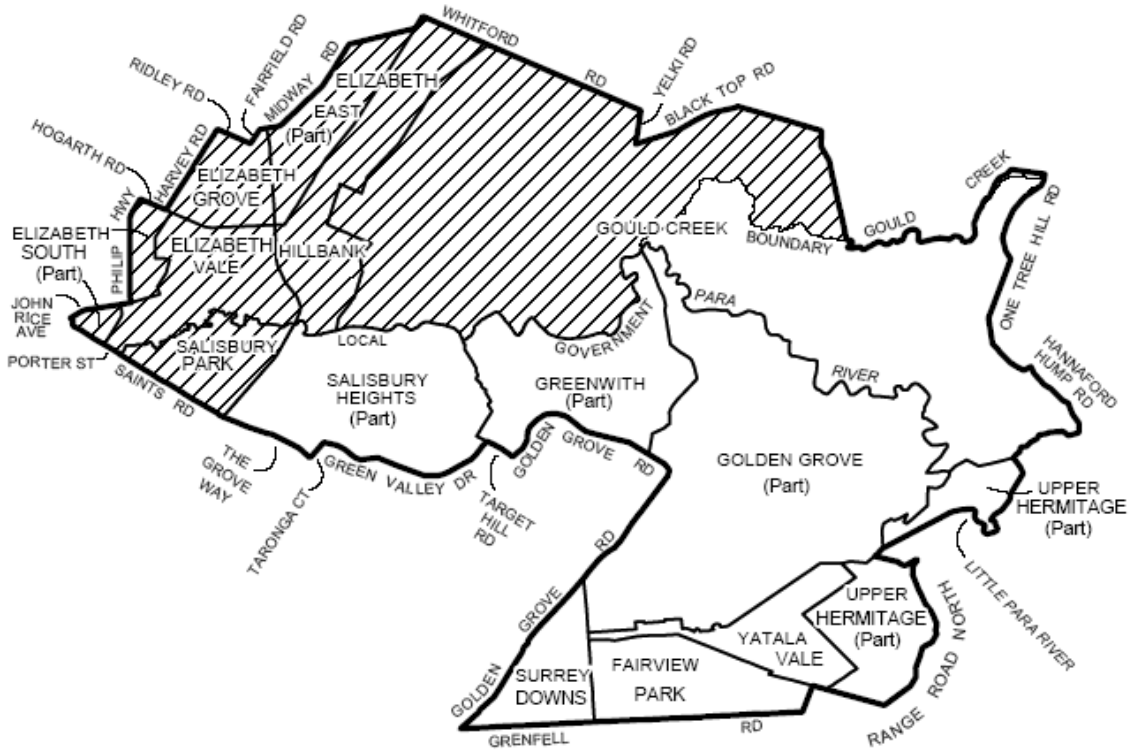 WHITFORD
RD
FAIRFIELD RD
RIDLEY RD
MIDWAY
RD
YELKI RD
BLACK TOP RD
ELIZABETH
EAST
(Part)
HOGARTH RD
HARVEY RD
HWY
PHILIP
ELIZABETH
GROVE
CREEK
GOULD
ONE TREE HILL RD
ELIZABETH
SOUTH
(Part)
ELIZABETH
VALE
HILLBANK
GOULD CREEK
BOUNDARY
JOHN
RICE
AVE
PARA
RIVER
HANNAFORD
HUMP RD
PORTER ST
SAINTS RD
SALISBURY
PARK
LOCAL
GOVERNMENT
SALISBURY
HEIGHTS
(Part)
GREENWITH
(Part)
THE
GROVE
WAY
TARONGA CT
GREEN VALLEY DR
TARGET
HILL
RD
GOLDEN
GROVE
RD
GOLDEN GROVE
(Part)
UPPER
HERMITAGE
(Part)
LITTLE PARA RIVER
GOLDEN
GROVE
RD
UPPER
HERMITAGE
(Part)
YATALA
VALE
SURREY
DOWNS
FAIRVIEW
PARK
RANGE ROAD NORTH
GRENFELL
RD